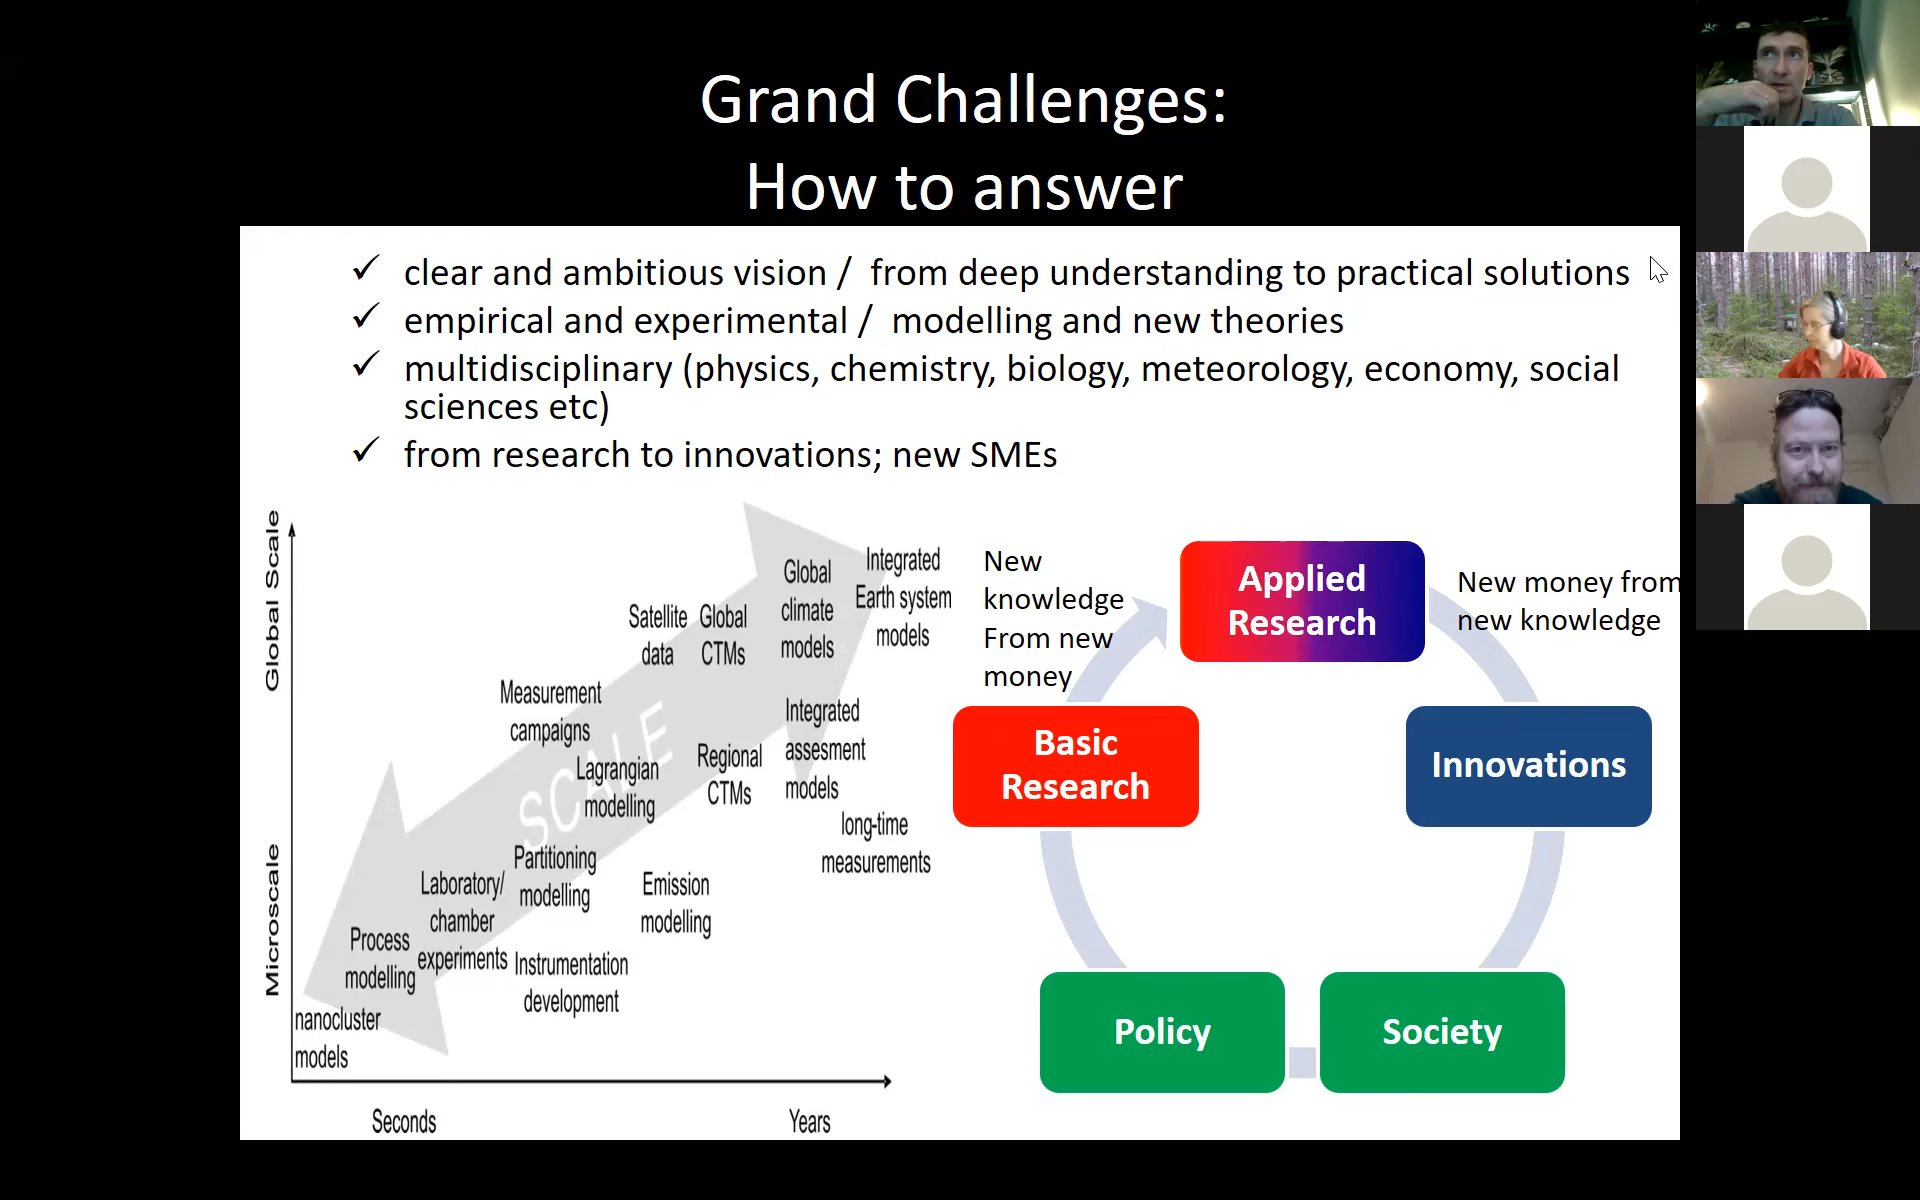 Grand Challenges:
How to answer
✓ clear and ambitious vision / from deep understanding to practical solutions
✓ empirical and experimental / modelling and new theories
✓ multidisciplinary (physics, chemistry, biology, meteorology, economy, social
sciences etc)
✓ from research to innovations; new SMEs
Global Scale
Microscale
SCALE
Integrated
Earth system
models
Global
climate
models
Satellite
data
Global
CTMs
Measurement
campaigns
Integrated
assesment
models
Lagrangian
modelling
Regional
CTMs
long-time
measurements
Partitioning
modelling
Laboratory/
chamber
experiments
Emission
modelling
Process
modelling
Instrumentation
development
nanocluster
models
Seconds
Years
New
knowledge
From new
money
Applied
Research
New money from
new knowledge
Basic
Research
Innovations
Policy
Society